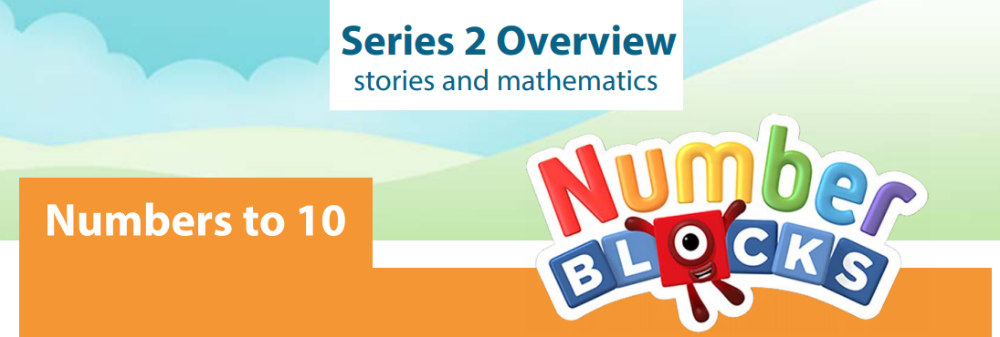 Series 2 Overview
stories and mathematics
Numbers to 10
Number
BLOCKS